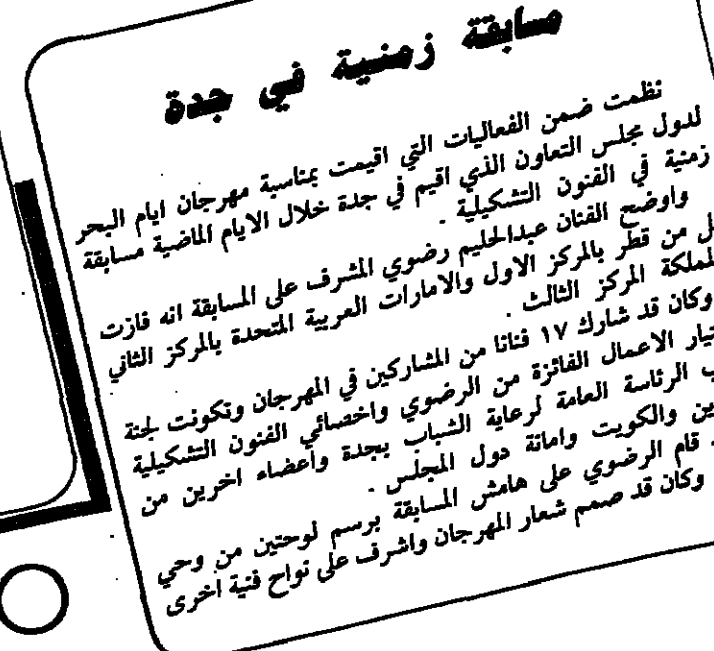 مسابقة زمنية في جدة
نظمت ضمن الفعاليات التي اقيمت بمناسبة مهرجان ايام البحر
لدول مجلس التعاون الذي اقيم في جدة خلال الايام الماضية مسابقة
زمنية في الفنون التشكيلية .
واوضح الفنان عبدالحليم رضوي المشرف على المسابقة انه فازت
من قطر بالمركز الاول والامارات العربية المتحدة بالمركز الثاني
المركز الثالث .
وكان قد شارك ١٧ فنانا من المشاركين في المهرجان وتكونت لجنة
الاعمال الفائزة من الرضوي واخصائي الفنون التشكيلية
الرئاسة العامة لرعاية الشباب بجدة وأعضاء اخرين من
والكويت وامانة دول المجلس .
قام الرضوي على هامش المسابقة برسم لوحتين من وحي
وكان قد صمم شعار المهرجان واشرف على نواح فنية اخرى